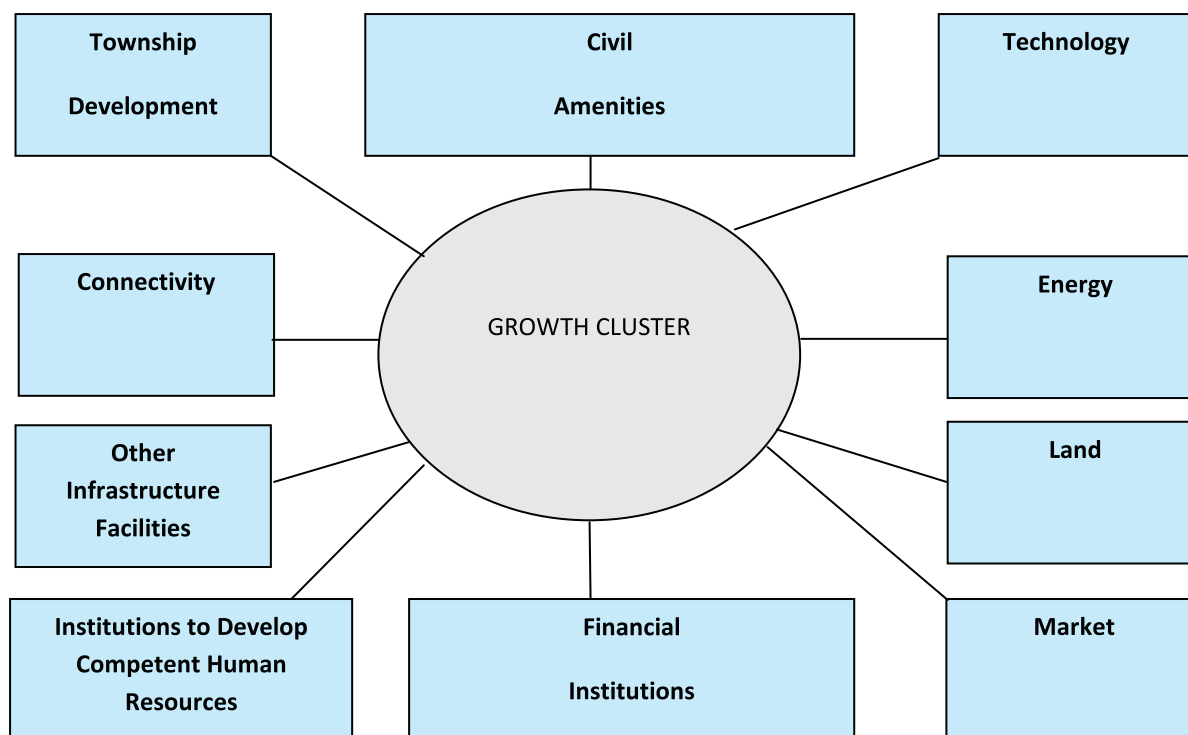 Township
Development
Civil
Amenities
Technology
Connectivity
GROWTH CLUSTER
Energy
Other
Infrastructure
Facilities
Land
Institutions to Develop
Competent Human
Resources
Financial
Institutions
Market